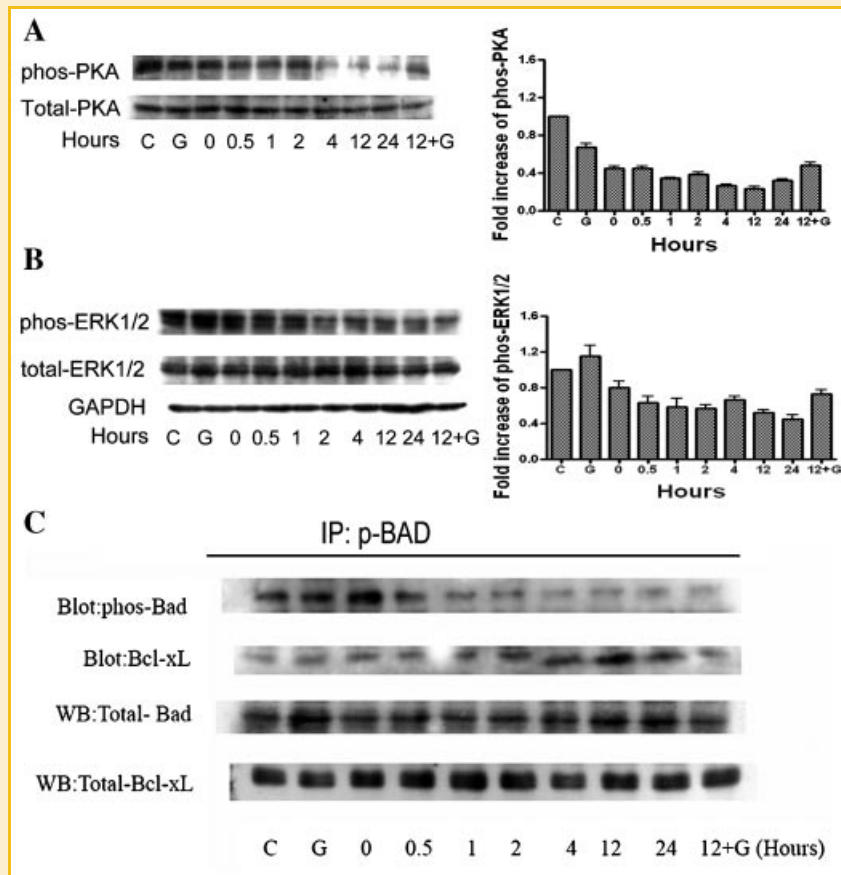 A
phos-PKA
Total-PKA
Hours C G 0 0.5 1 2 4 12 24 12+G
Fold increase of phos-PKA
1.6
1.2
0.8
0.4
0.0
C G 0 0.5 1 2 4 12 24 12+G
Hours
B
phos-ERK1/2
total-ERK1/2
GAPDH
Hours C G 0 0.5 1 2 4 12 24 12+G
Fold increase of phos-ERK1/2
1.6
1.2
0.8
0.4
0.0
C G 0 0.5 1 2 4 12 24 12+G
Hours
C
IP: p-BAD
Blot:phos-Bad
Blot:Bcl-xL
WB:Total- Bad
WB:Total-Bcl-xL
C G 0 0.5 1 2 4 12 24 12+G (Hours)